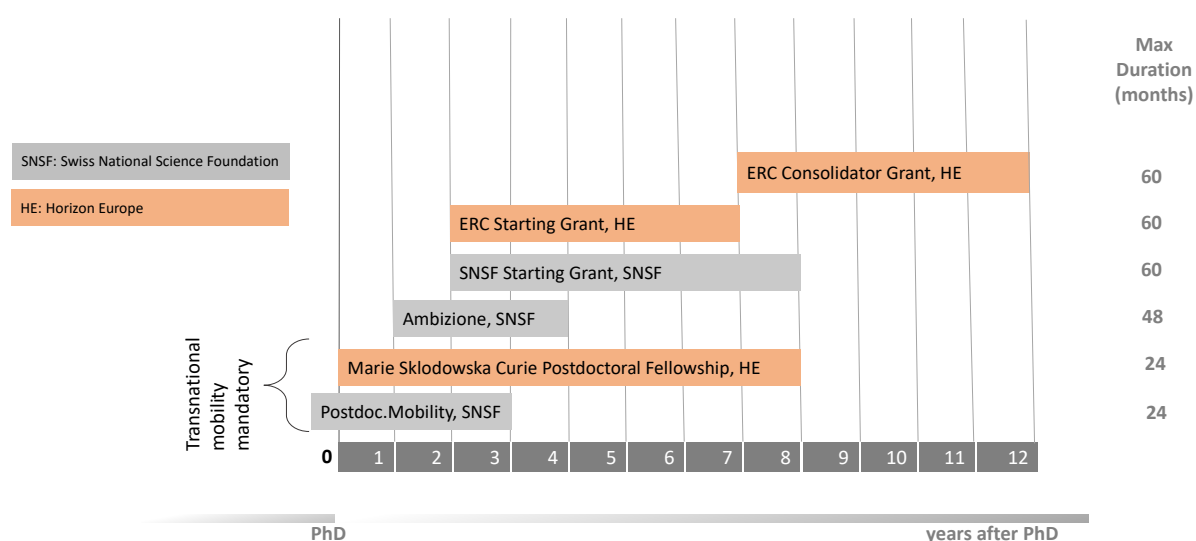 Max
Duration
(months)
SNSF: Swiss National Science Foundation
HE: Horizon Europe
ERC Consolidator Grant, HE
60
ERC Starting Grant, HE
60
SNSF Starting Grant, SNSF
60
Ambizione, SNSF
48
Transnational
mobility
mandatory
Marie Sklodowska Curie Postdoctoral Fellowship, HE
24
Postdoc.Mobility, SNSF
24
0 1 2 3 4 5 6 7 8 9 10 11 12
PhD
years after PhD